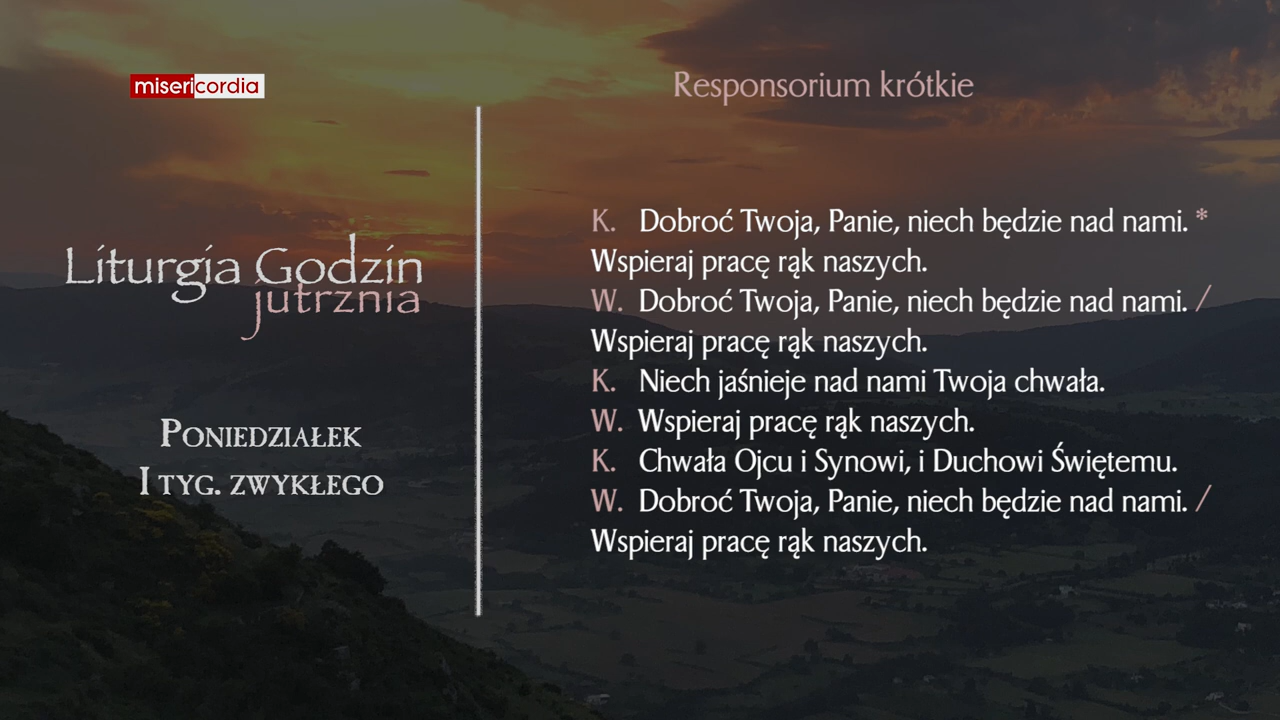 misericordia
Liturgia Godzin
jutrznia
Poniedziałek
I tyg. zwykłego
Responsorium krótkie
K. Dobroć Twoja, Panie, niech będzie nad nami. *
Wspieraj pracę rąk naszych.
W. Dobroć Twoja, Panie, niech będzie nad nami. /
Wspieraj pracę rąk naszych.
K. Niech jaśnieje nad nami Twoja chwała.
W. Wspieraj pracę rąk naszych.
K. Chwała Ojcu i Synowi, i Duchowi Świętemu.
W. Dobroć Twoja, Panie, niech będzie nad nami. /
Wspieraj pracę rąk naszych.